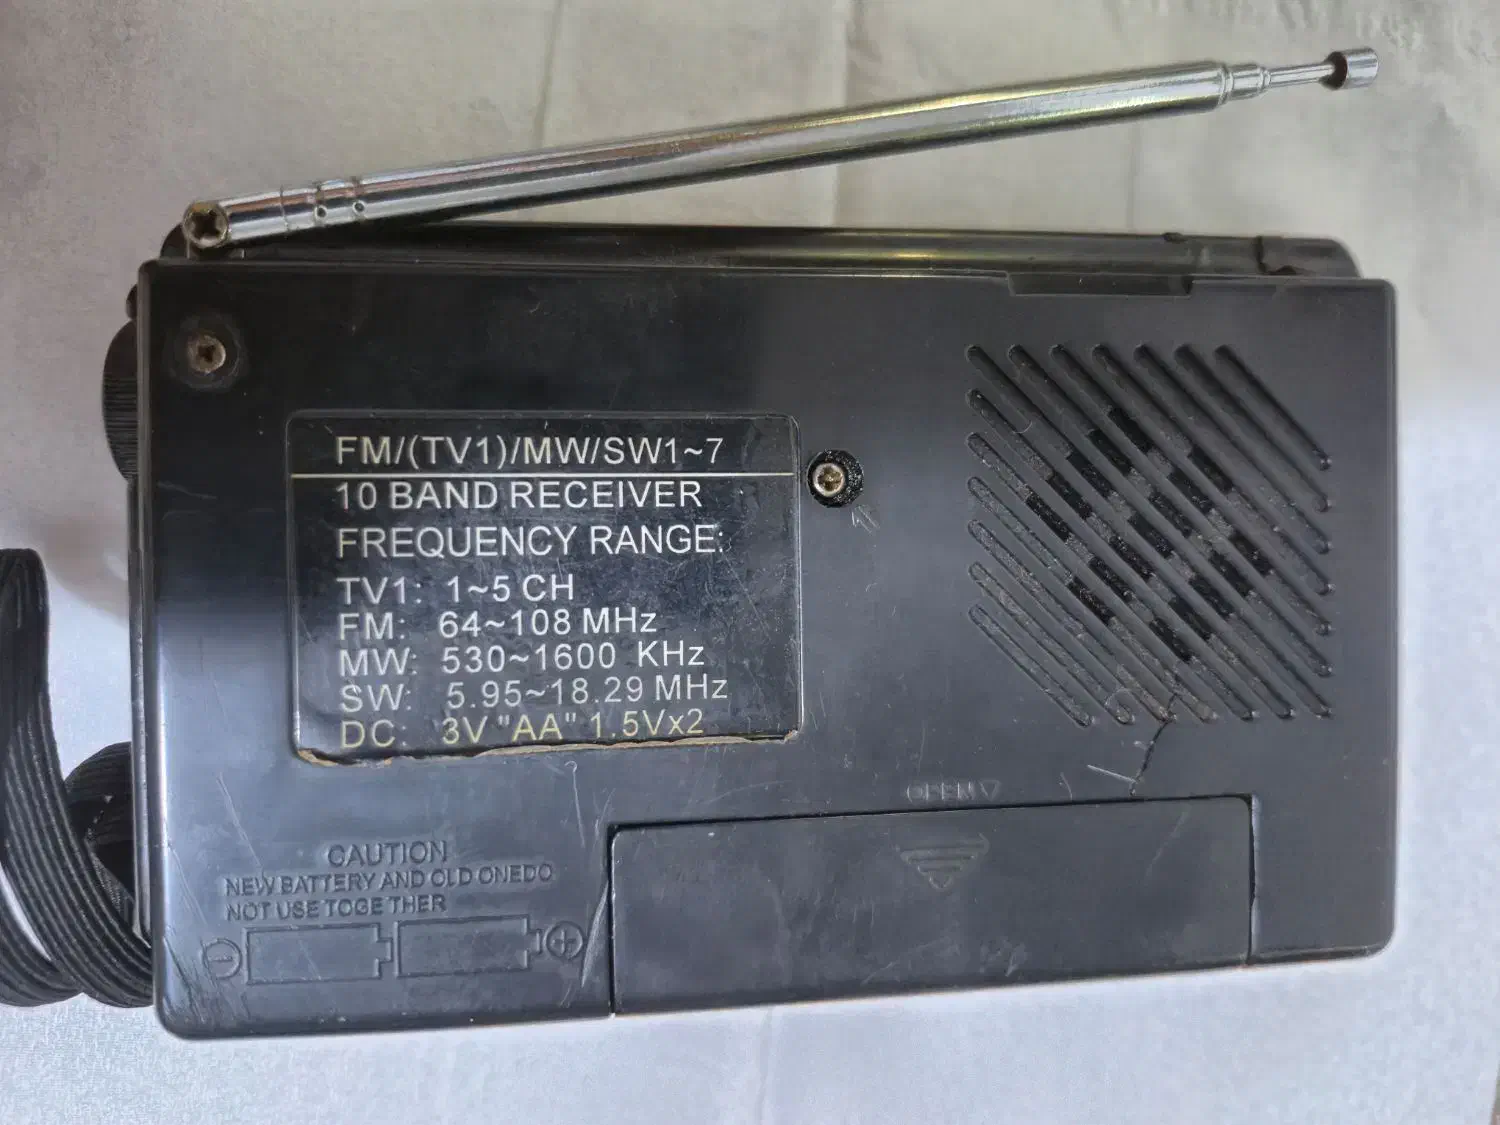 FM/(TV1)/MW/SW1~7
10 BAND RECEIVER
FREQUENCY RANGE:
TV1: 1~5 CH
FM: 64~108 MHz
MW: 530~1600 KHz
SW: 5.95~18.29 MHz
DC: 3V "AA" 1.5Vx2
OPEN ▽
CAUTION
NEW BATTERY AND OLD ONEDO
NOT USE TOGE THER